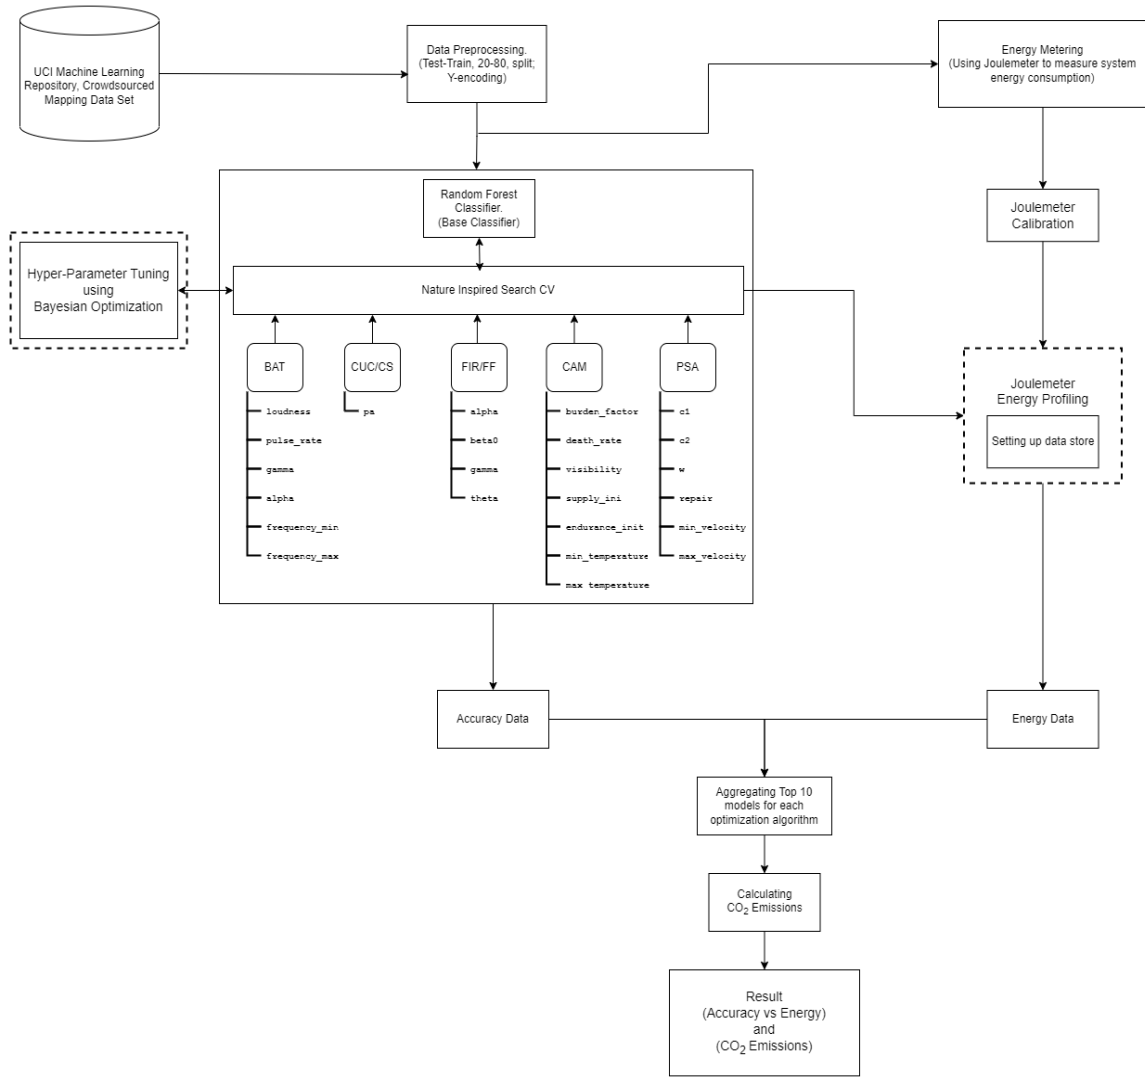 UCI Machine Learning
Repository, Crowdsourced
Mapping Data Set
Data Preprocessing.
(Test-Train, 20-80, split;
Y-encoding)
Energy Metering
(Using Joulemeter to measure system
energy consumption)
Random Forest
Classifier.
(Base Classifier)
Joulemeter
Calibration
Hyper-Parameter Tuning
using
Bayesian Optimization
Nature Inspired Search CV
BAT
CUC/CS
FIR/FF
CAM
PSA
loudness
pulse_rate
gamma
alpha
frequency_min
frequency_max
pa
alpha
beta0
gamma
theta
burden_factor
death_rate
visibility
supply_ini
endurance_init
min_temperature
max temperature
c1
c2
w
repair
min_velocity
max_velocity
Joulemeter
Energy Profiling
Setting up data store
Accuracy Data
Energy Data
Aggregating Top 10
models for each
optimization algorithm
Calculating
CO2 Emissions
Result
(Accuracy vs Energy)
and
(CO2 Emissions)